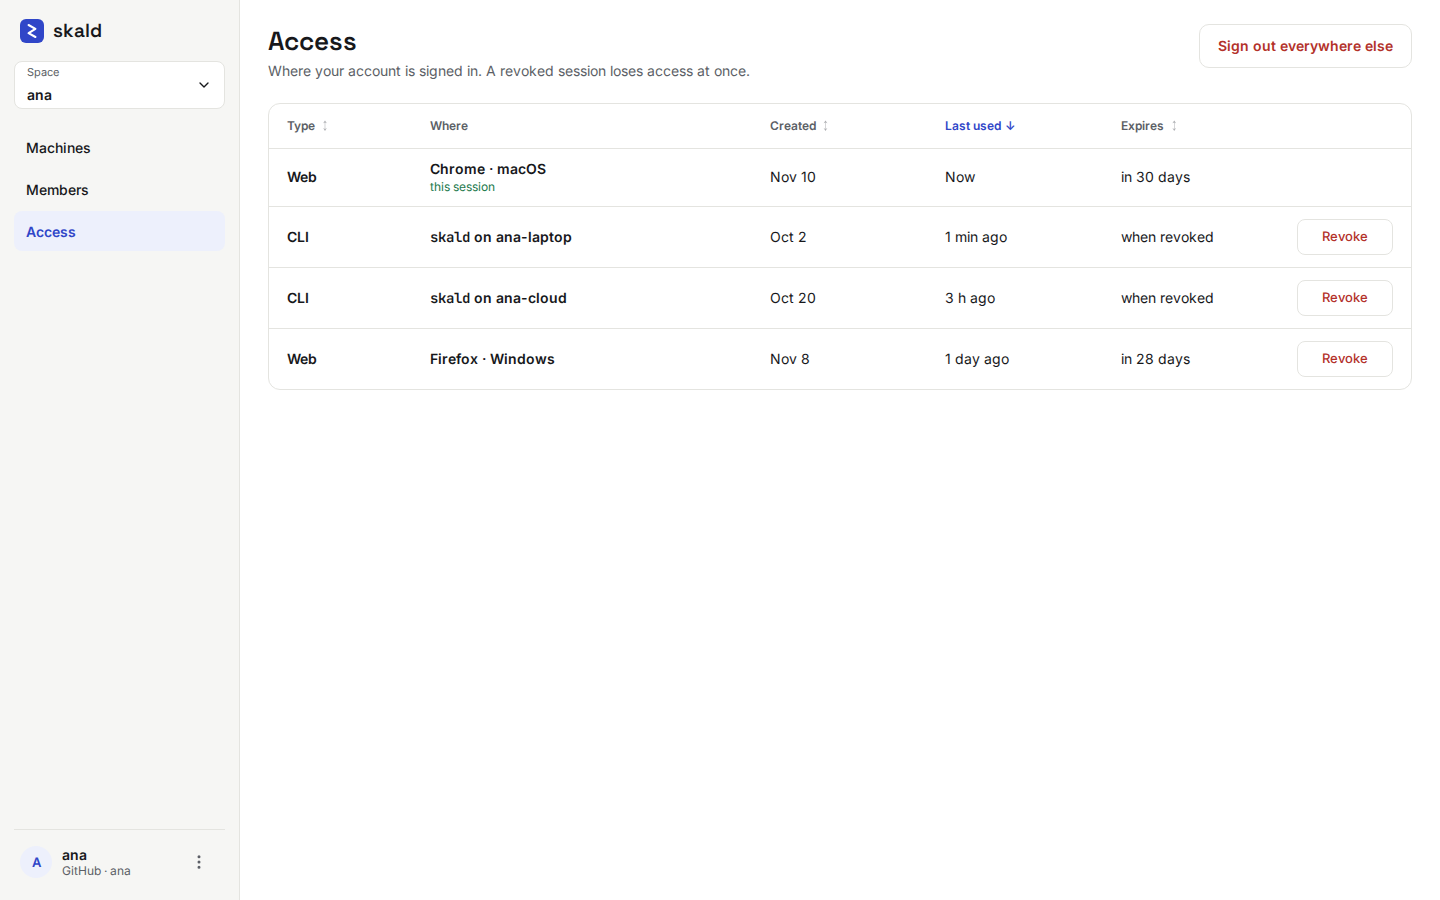 skald
Space
ana
Machines
Members
Access
A
ana
GitHub · ana
Access
Where your account is signed in. A revoked session loses access at once.
Sign out everywhere else
Type Where Created Last used Expires
Web Chrome · macOS Nov 10 Now in 30 days
this session
CLI skald on ana-laptop Oct 2 1 min ago when revoked Revoke
CLI skald on ana-cloud Oct 20 3 h ago when revoked Revoke
Web Firefox · Windows Nov 8 1 day ago in 28 days Revoke